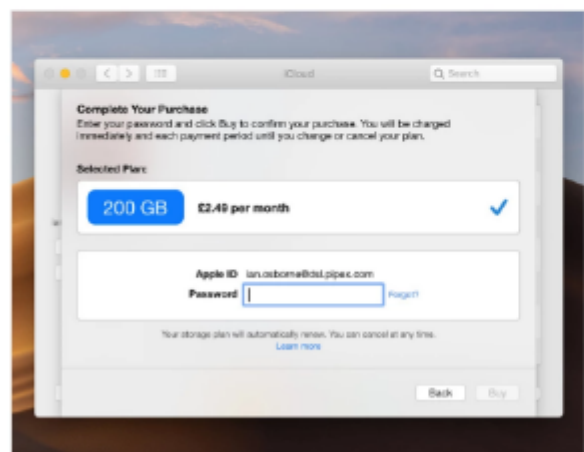 iCloud
Search
Complete Your Purchase
Enter your password and click Buy to confirm your purchase. You will be charged
immediately and each payment period until you change or cancel your plan.
Selected Plan:
200 GB
£2.49 per month
Apple ID ian.osborne@dsl.pipex.com
Password
Forgot?
Your storage plan will automatically renew. You can cancel at any time.
Learn more
Back
Buy